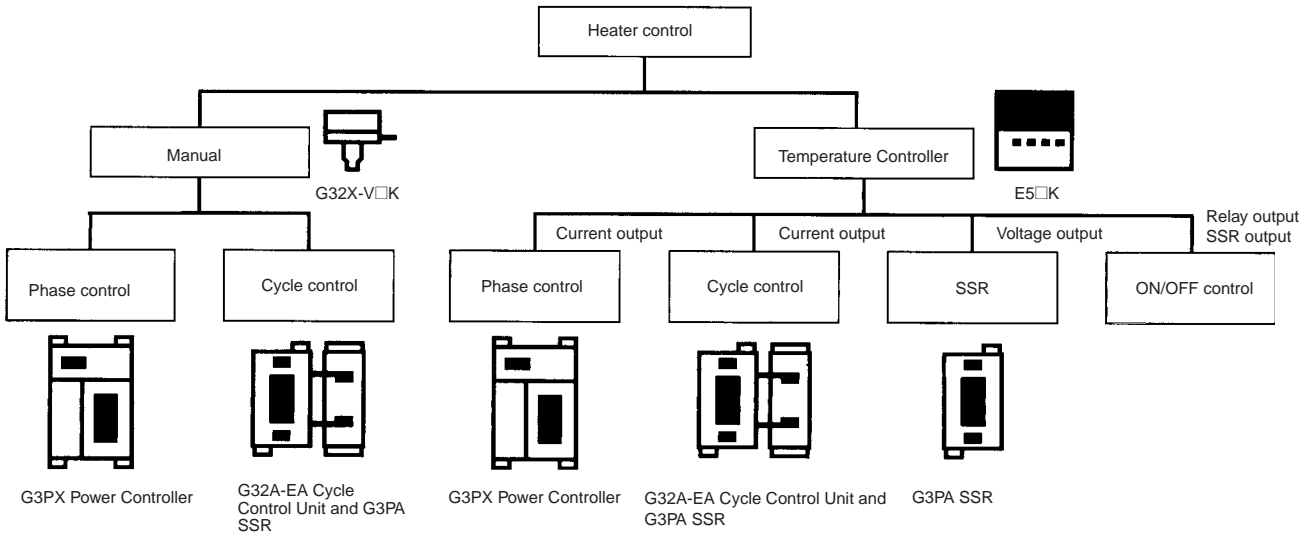 Heater control
Manual
G32X-V□K
Temperature Controller
E5□K
Current output
Current output
Voltage output
Relay output
SSR output
Phase control
Cycle control
Phase control
Cycle control
SSR
ON/OFF control
G3PX Power Controller
G32A-EA Cycle
Control Unit and G3PA
SSR
G3PX Power Controller
G32A-EA Cycle Control Unit and
G3PA SSR
G3PA SSR